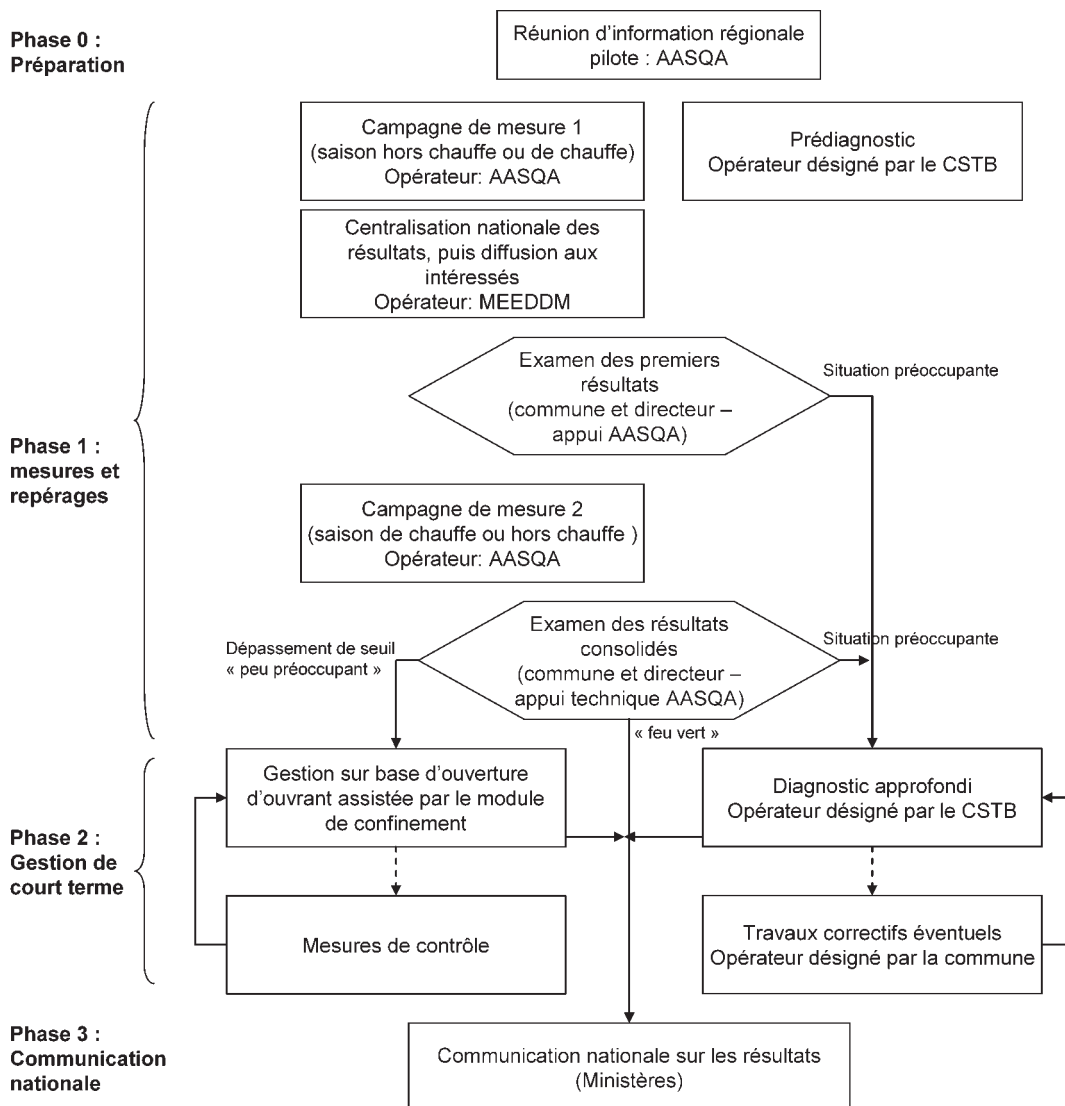 Phase 0 :
Préparation
Réunion d'information régionale
pilote : AASQA
Campagne de mesure 1
(saison hors chauffe ou de chauffe)
Opérateur: AASQA
Prédiagnostic
Opérateur désigné par le CSTB
Centralisation nationale des
résultats, puis diffusion aux
intéressés
Opérateur: MEEDDM
Examen des premiers
résultats
(commune et directeur –
appui AASQA)
Situation préoccupante
Phase 1 :
mesures et
repérages
Campagne de mesure 2
(saison de chauffe ou hors chauffe )
Opérateur: AASQA
Dépassement de seuil
« peu préoccupant »
Examen des résultats
consolidés
(commune et directeur –
appui technique AASQA)
Situation préoccupante
« feu vert »
Phase 2 :
Gestion de
court terme
Gestion sur base d'ouverture
d'ouvrant assistée par le module
de confinement
Diagnostic approfondi
Opérateur désigné par le CSTB
Mesures de contrôle
Travaux correctifs éventuels
Opérateur désigné par la commune
Phase 3 :
Communication
nationale
Communication nationale sur les résultats
(Ministères)